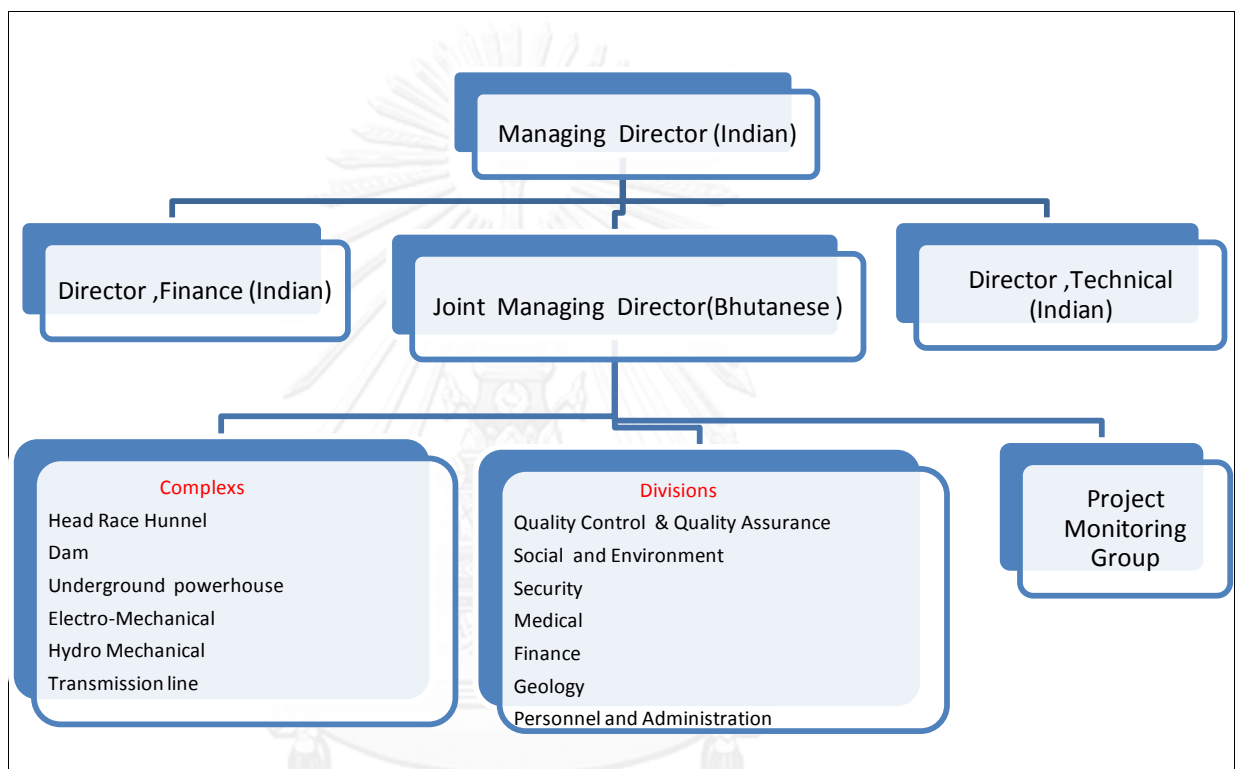 Managing Director (Indian)
Director ,Finance (Indian)
Joint Managing Director(Bhutanese )
Director ,Technical
(Indian)
Complexs
Head Race Hunnel
Dam
Underground powerhouse
Electro-Mechanical
Hydro Mechanical
Transmission line
Divisions
Quality Control & Quality Assurance
Social and Environment
Security
Medical
Finance
Geology
Personnel and Administration
Project
Monitoring
Group